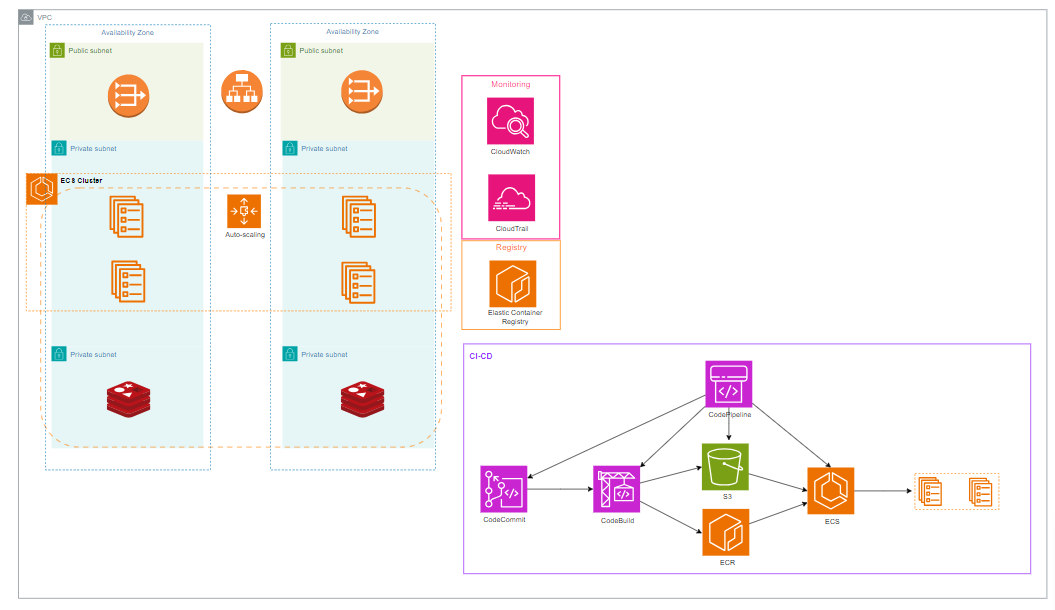 VPC
Availability Zone
Availability Zone
Public subnet
Public subnet
Private subnet
Private subnet
ECS Cluster
Auto-scaling
Private subnet
Private subnet
Monitoring
CloudWatch
CloudTrail
Registry
Elastic Container
Registry
CI-CD
CodePipeline
CodeCommit
CodeBuild
S3
ECS
ECR